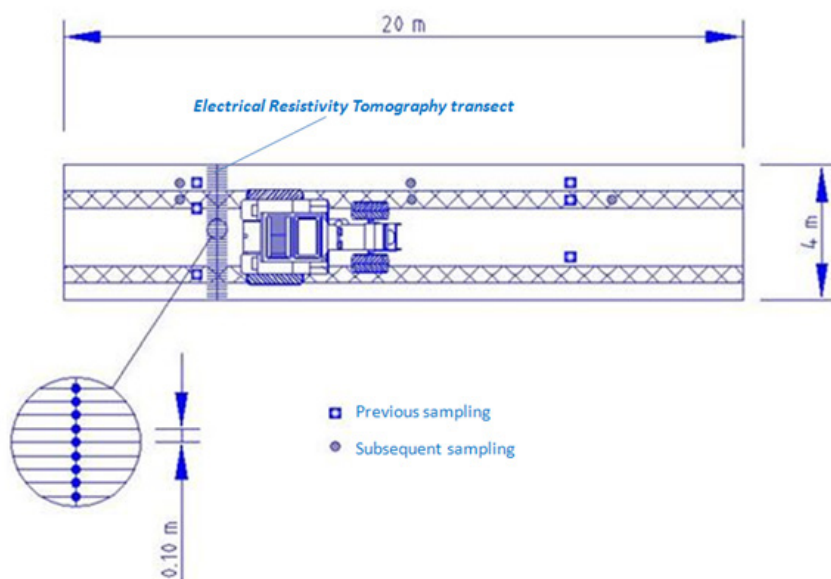 20 m
Electrical Resistivity Tomography transect
4 m
Previous sampling
Subsequent sampling
0.10 m